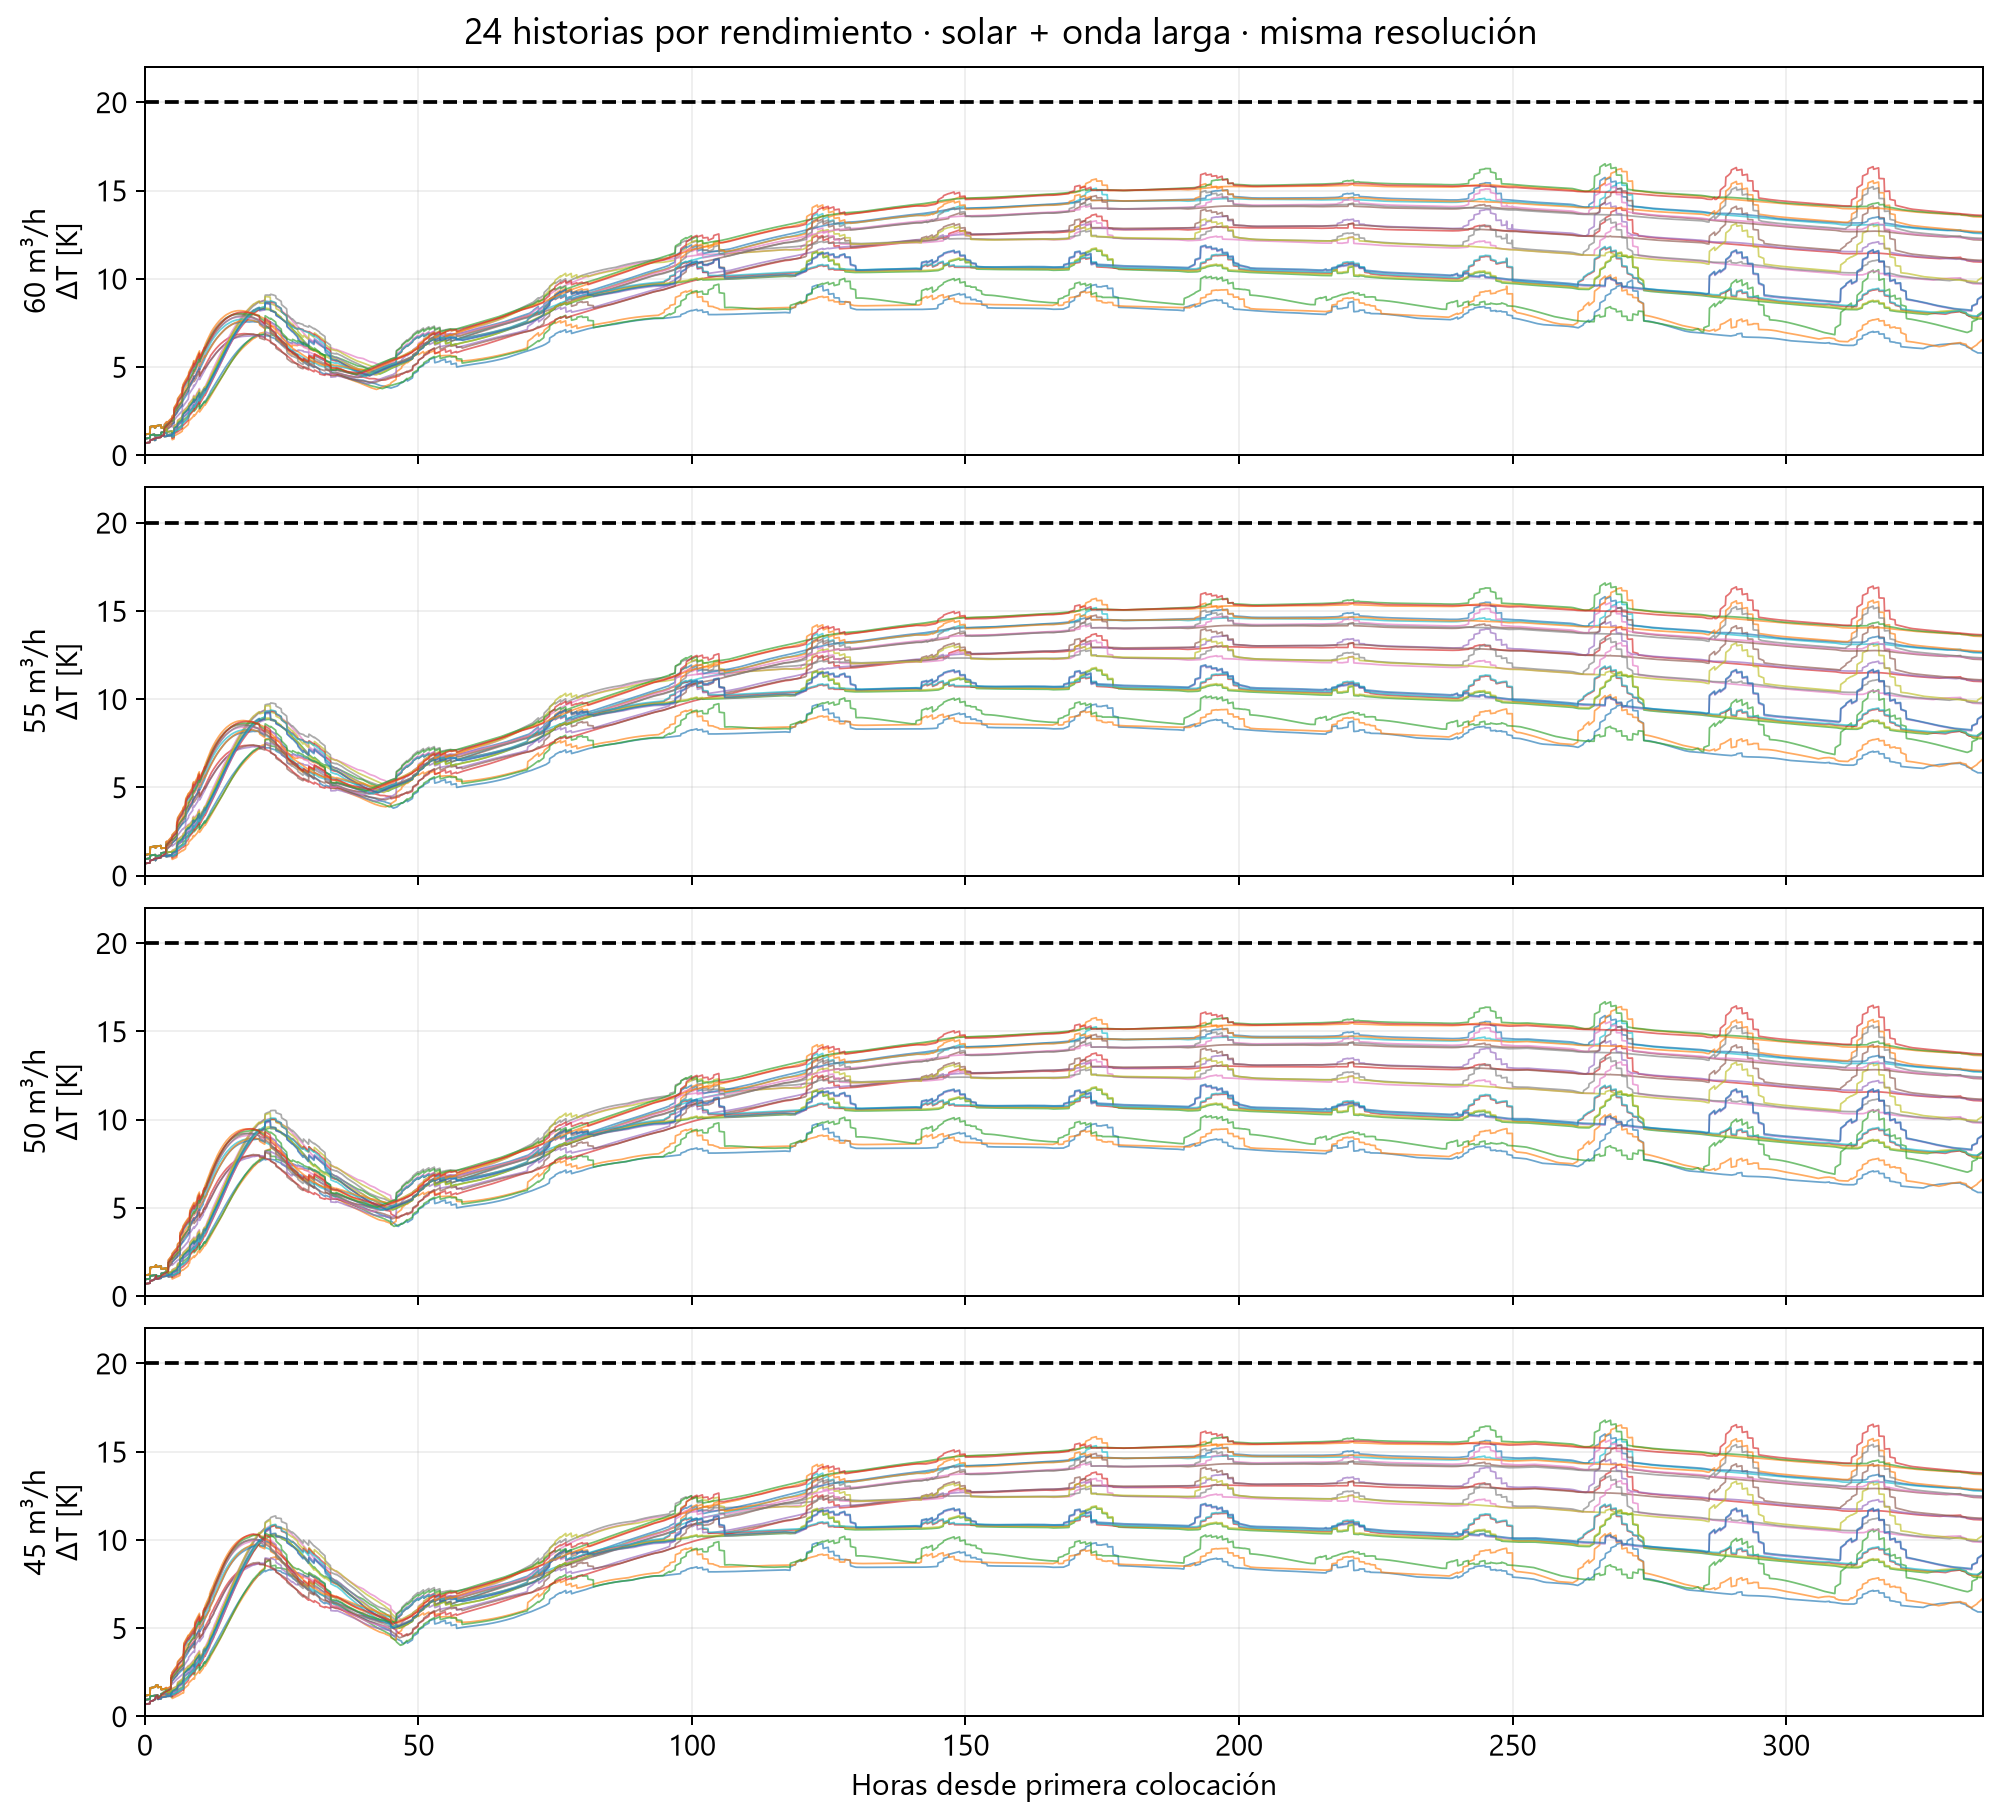 24 historias por rendimiento · solar + onda larga · misma resolución
20
15
10
5
0
60 m³/h
ΔT [K]
20
15
10
5
0
55 m³/h
ΔT [K]
20
15
10
5
0
50 m³/h
ΔT [K]
20
15
10
5
0
45 m³/h
ΔT [K]
0 50 100 150 200 250 300
Horas desde primera colocación